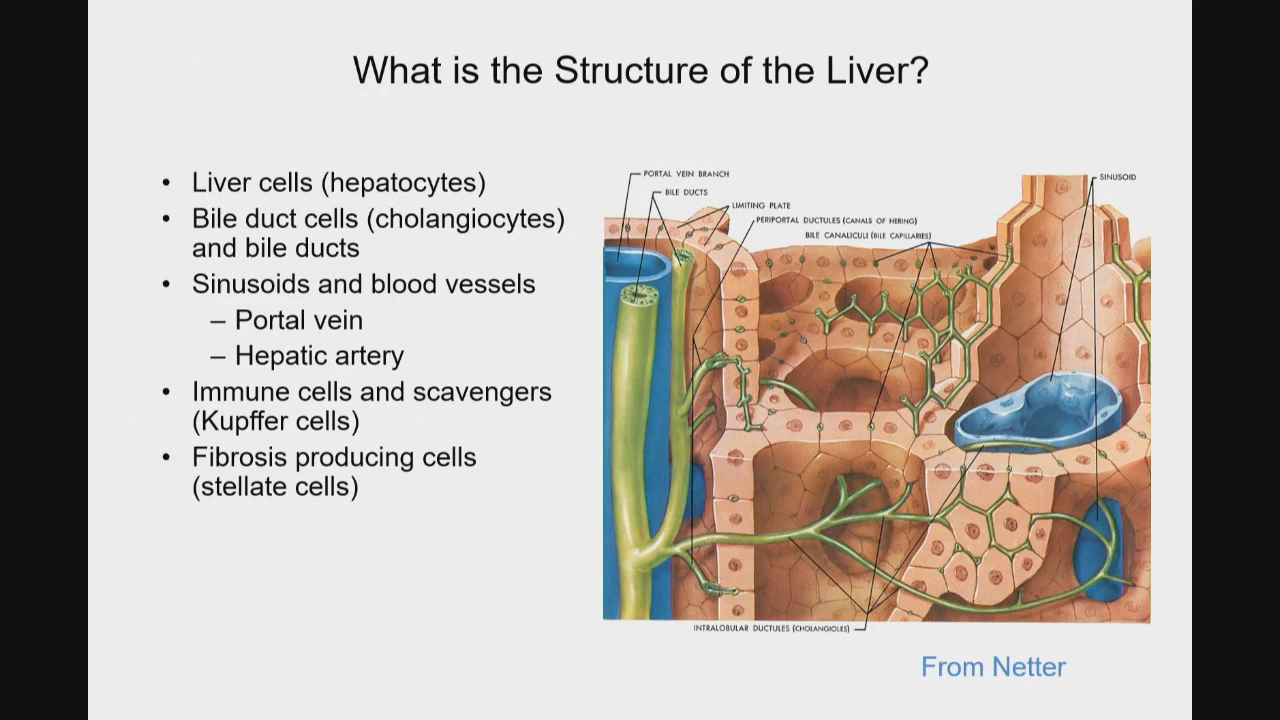 What is the Structure of the Liver?
• Liver cells (hepatocytes)
• Bile duct cells (cholangiocytes)
and bile ducts
• Sinusoids and blood vessels
– Portal vein
– Hepatic artery
• Immune cells and scavengers
(Kupffer cells)
• Fibrosis producing cells
(stellate cells)
PORTAL VEIN BRANCH
BILE DUCTS
LIMITING PLATE
PERIPORTAL DUCTULES (CANALS OF HERING)
BILE CANALICULI (BILE CAPILLARIES)
SINUSOID
INTRALOBULAR DUCTULES (CHOLANGIOLES)
From Netter